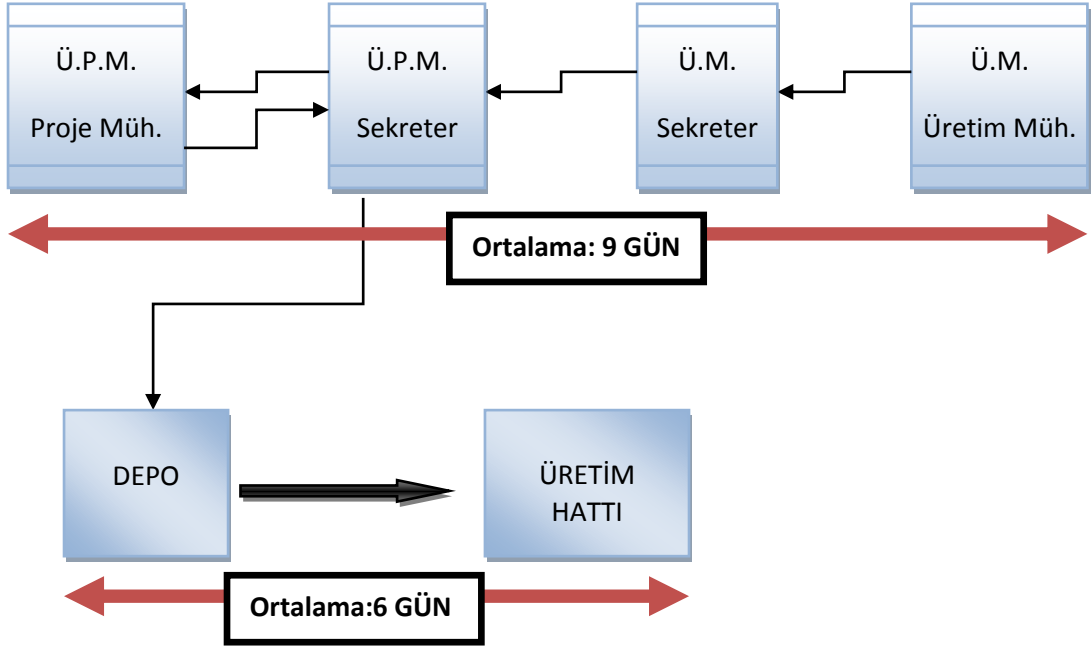 Ü.P.M.
Proje Müh.
Ü.P.M.
Sekreter
Ü.M.
Sekreter
Ü.M.
Üretim Müh.
Ortalama: 9 GÜN
DEPO
ÜRETİM
HATTI
Ortalama:6 GÜN